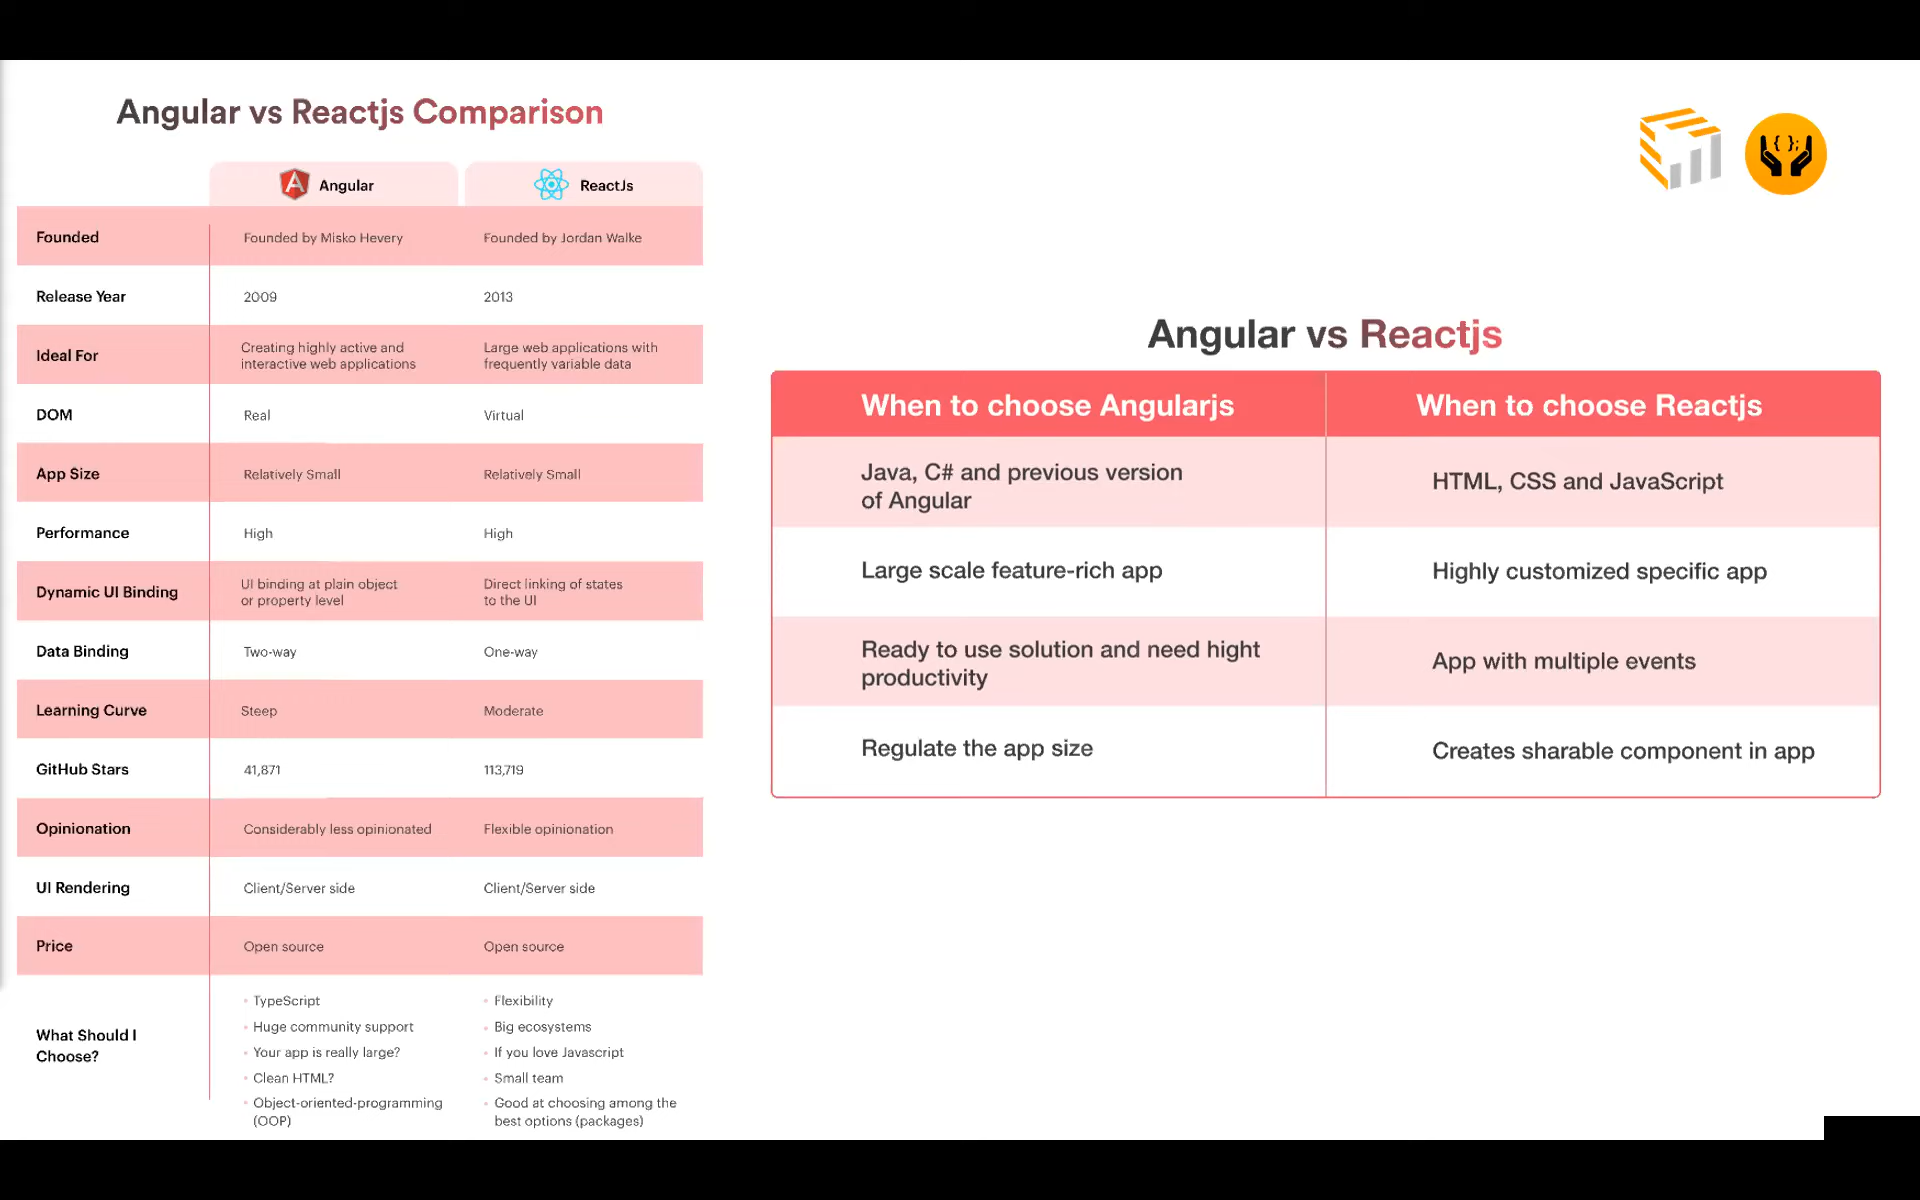 Angular vs Reactjs Comparison
Angular
ReactJs
Founded
Founded by Misko Hevery
Founded by Jordan Walke
Release Year
2009
2013
Ideal For
Creating highly active and
interactive web applications
Large web applications with
frequently variable data
DOM
Real
Virtual
App Size
Relatively Small
Relatively Small
Performance
High
High
Dynamic UI Binding
UI binding at plain object
or property level
Direct linking of states
to the UI
Data Binding
Two-way
One-way
Learning Curve
Steep
Moderate
GitHub Stars
41,871
113,719
Opinionation
Considerably less opinionated
Flexible opinionation
UI Rendering
Client/Server side
Client/Server side
Price
Open source
Open source
What Should I
Choose?
• TypeScript
• Huge community support
• Your app is really large?
• Clean HTML?
• Object-oriented-programming
(OOP)
• Flexibility
• Big ecosystems
• If you love Javascript
• Small team
• Good at choosing among the
best options (packages)
{ };
Angular vs Reactjs
When to choose Angularjs
When to choose Reactjs
Java, C# and previous version
of Angular
HTML, CSS and JavaScript
Large scale feature-rich app
Highly customized specific app
Ready to use solution and need hight
productivity
App with multiple events
Regulate the app size
Creates sharable component in app